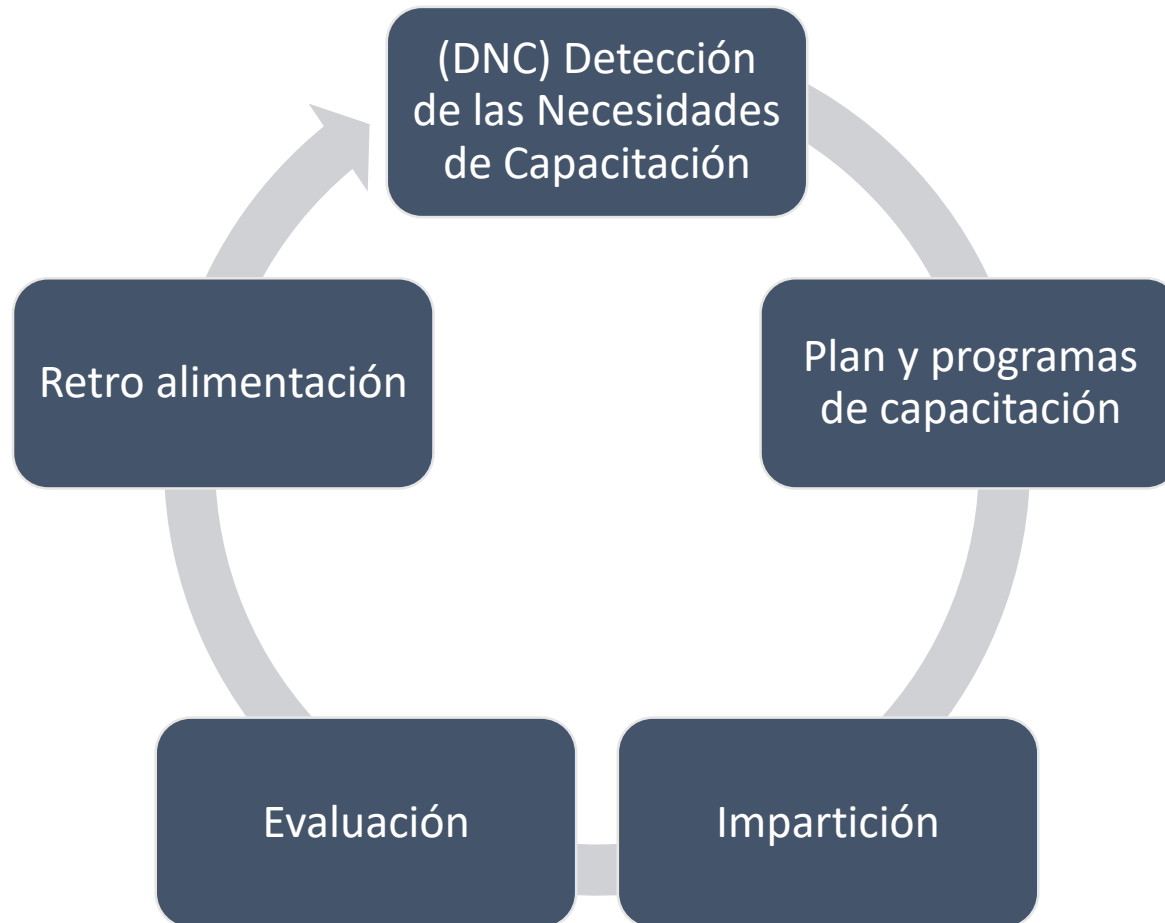 (DNC) Detección
de las Necesidades
de Capacitación
Plan y programas
de capacitación
Impartición
Evaluación
Retro alimentación